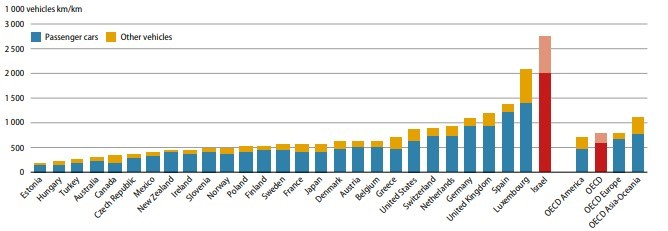 1 000 vehicles km/km
3 000
2 500
2 000
1 500
1 000
500
0
Passenger cars
Other vehicles
Estonia
Hungary
Turkey
Australia
Canada
Czech Republic
Mexico
New Zealand
Ireland
Slovenia
Norway
Poland
Finland
Sweden
France
Japan
Denmark
Austria
Belgium
Greece
United States
Switzerland
Netherlands
Germany
United Kingdom
Spain
Luxembourg
Israel
OECD America
OECD
OECD Europe
OECD Asia-Oceania